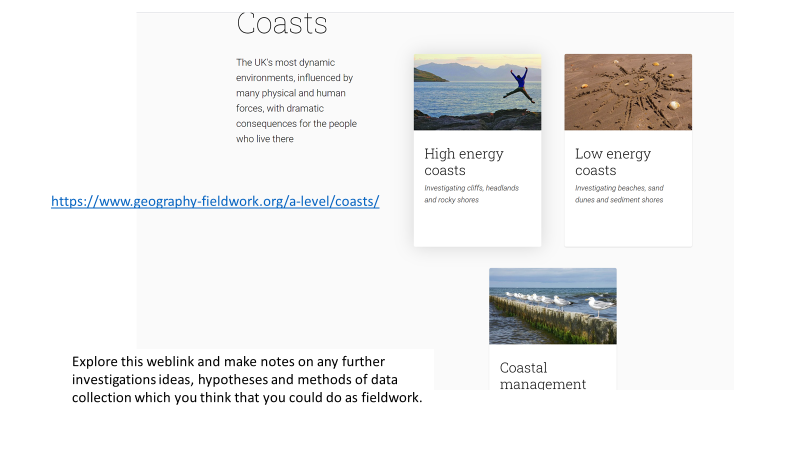 Coasts
The UK's most dynamic
environments, influenced by
many physical and human
forces, with dramatic
consequences for the people
who live there
High energy
coasts
Investigating cliffs, headlands
and rocky shores
Low energy
coasts
Investigating beaches, sand
dunes and sediment shores
https://www.geography-fieldwork.org/a-level/coasts/
Coastal
management
Explore this weblink and make notes on any further
investigations ideas, hypotheses and methods of data
collection which you think that you could do as fieldwork.